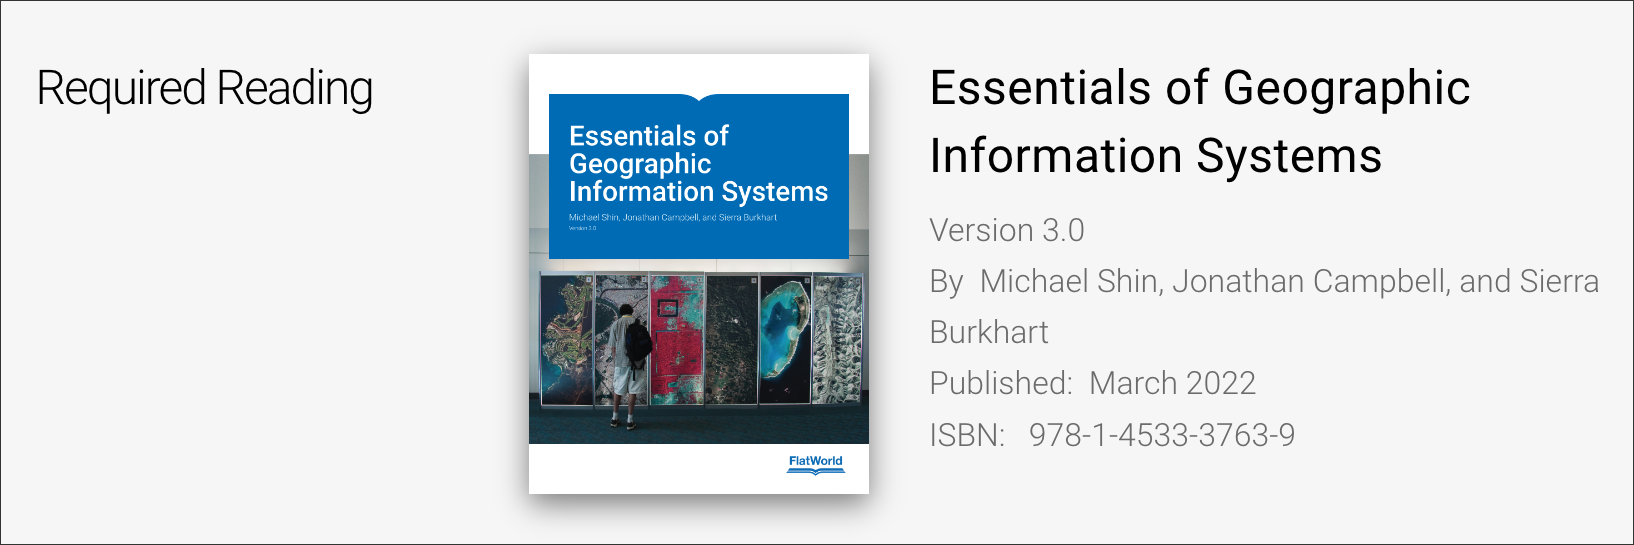 Required Reading
Essentials of
Geographic
Information Systems
Michael Shin, Jonathan Campbell, and Sierra Burkhart
Version 3.0
FlatWorld
Essentials of Geographic
Information Systems
Version 3.0
By Michael Shin, Jonathan Campbell, and Sierra
Burkhart
Published: March 2022
ISBN: 978-1-4533-3763-9